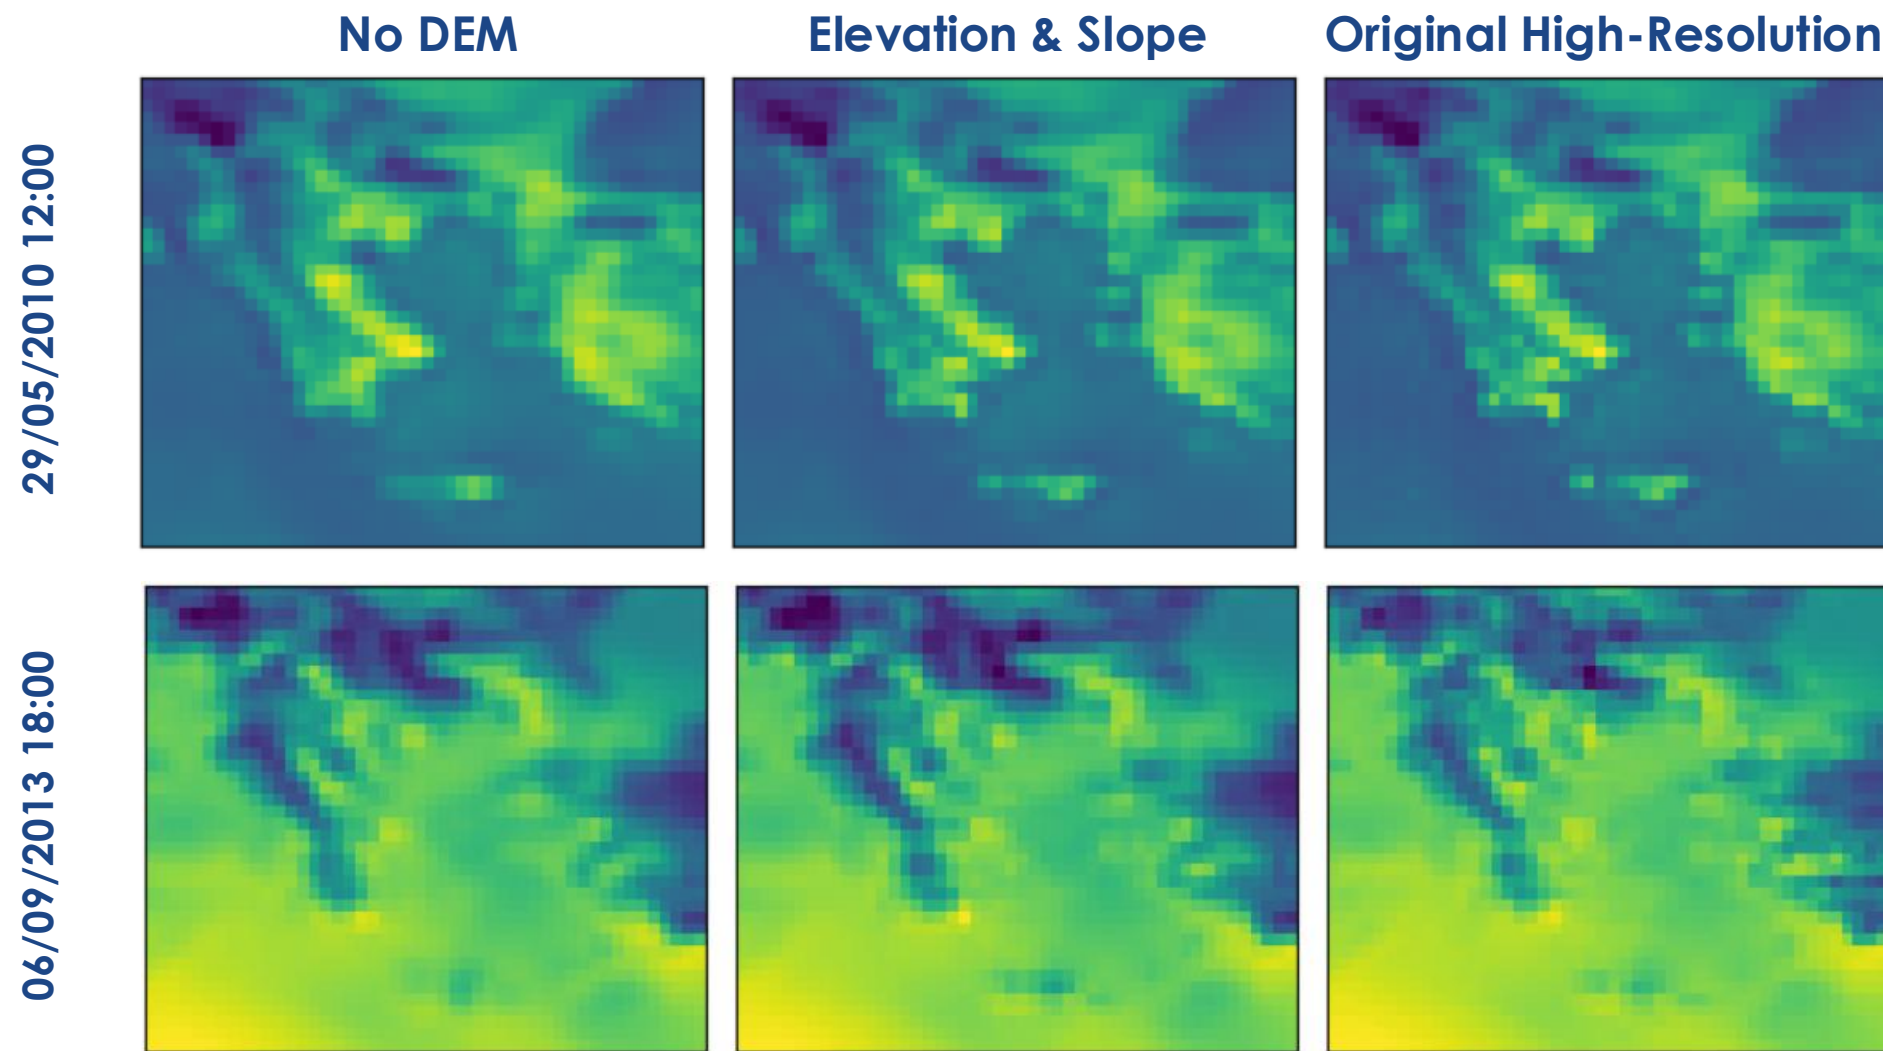 No DEM
Elevation & Slope
Original High-Resolution
29/05/2010 12:00
06/09/2013 18:00